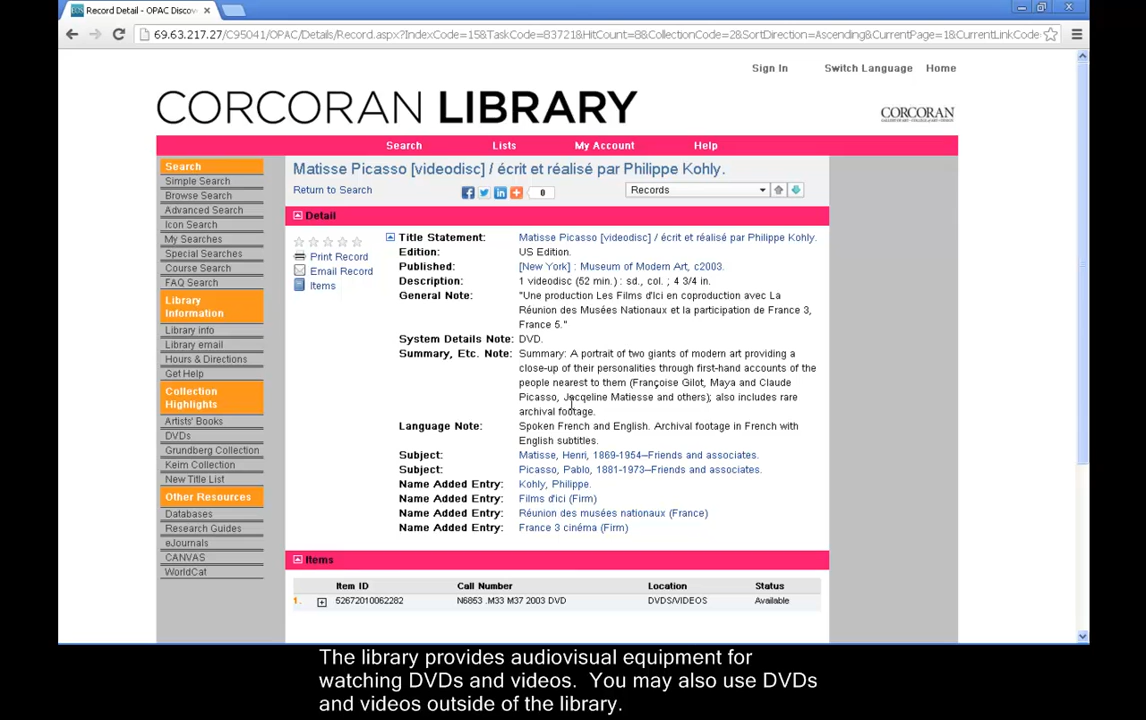 Record Detail - OPAC Discov
69.63.217.27/C95041/OPAC/Details/Record.aspx?IndexCode=15&TaskCode=83721&HitCount=8&CollectionCode=2&SortDirection=Ascending&CurrentPage=1&CurrentLinkCode
Sign In Switch Language Home
CORCORAN LIBRARY
CORCORAN
Search Lists My Account Help
Search
Simple Search
Browse Search
Advanced Search
Icon Search
My Searches
Special Searches
Course Search
FAQ Search
Library
Information
Library info
Library email
Hours & Directions
Get Help
Collection
Highlights
Artists' Books
DVDs
Grundberg Collection
Keim Collection
New Title List
Other Resources
Databases
Research Guides
eJournals
CANVAS
WorldCat
Matisse Picasso [videodisc] / écrit et réalisé par Philippe Kohly.
Return to Search 0 Records
Detail
Print Record
Email Record
Items
Title Statement: Matisse Picasso [videodisc] / écrit et réalisé par Philippe Kohly.
Edition: US Edition.
Published: [New York] : Museum of Modern Art, c2003.
Description: 1 videodisc (52 min.) : sd., col. ; 4 3/4 in.
General Note: "Une production Les Films d'Ici en coproduction avec La
Réunion des Musées Nationaux et la participation de France 3,
France 5."
System Details Note: DVD.
Summary, Etc. Note: Summary: A portrait of two giants of modern art providing a
close-up of their personalities through first-hand accounts of the
people nearest to them (Françoise Gilot, Maya and Claude
Picasso, Jacqeline Matiesse and others); also includes rare
archival footage.
Language Note: Spoken French and English. Archival footage in French with
English subtitles.
Subject: Matisse, Henri, 1869-1954--Friends and associates.
Subject: Picasso, Pablo, 1881-1973--Friends and associates.
Name Added Entry: Kohly, Philippe.
Name Added Entry: Films d'ici (Firm)
Name Added Entry: Réunion des musées nationaux (France)
Name Added Entry: France 3 cinéma (Firm)
Items
Item ID Call Number Location Status
1. 52672010062282 N6853 .M33 M37 2003 DVD DVDS/VIDEOS Available
The library provides audiovisual equipment for
watching DVDs and videos. You may also use DVDs
and videos outside of the library.